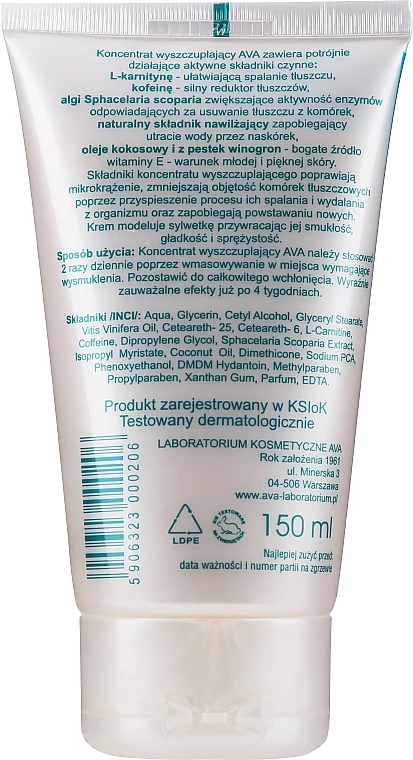 Koncentrat wyszczuplający AVA zawiera potrójnie
działające aktywne składniki czynne:
L-karnitynę - ułatwiającą spalanie tłuszczu,
kofeinę - silny reduktor tłuszczów,
algi Sphacelaria scoparia zwiększające aktywność enzymów
odpowiadających za usuwanie tłuszczu z komórek,
naturalny składnik nawilżający zapobiegający
utracie wody przez naskórek,
oleje kokosowy i z pestek winogron - bogate źródło
witaminy E - warunek młodej i pięknej skóry.
Składniki koncentratu wyszczuplającego poprawiają
mikrokrążenie, zmniejszają objętość komórek tłuszczowych
poprzez przyspieszenie procesu ich spalania i wydalania
z organizmu oraz zapobiegają powstawaniu nowych.
Krem modeluje sylwetkę przywracając jej smukłość,
gładkość i sprężystość.
Sposób użycia: Koncentrat wyszczuplający AVA należy stosować
2 razy dziennie poprzez wmasowywanie w miejsca wymagające
wysmuklenia. Pozostawić do całkowitego wchłonięcia. Wyraźnie
zauważalne efekty już po 4 tygodniach.
Składniki /INCI/: Aqua, Glycerin, Cetyl Alcohol, Glyceryl Stearate,
Vitis Vinifera Oil, Ceteareth- 25, Ceteareth- 6, L-Carnitine,
Coffeine, Dipropylene Glycol, Sphacelaria Scoparia Extract,
Isopropyl Myristate, Coconut Oil, Dimethicone, Sodium PCA,
Phenoxyethanol, DMDM Hydantoin, Methylparaben,
Propylparaben, Xanthan Gum, Parfum, EDTA.
Produkt zarejestrowany w KSIoK
Testowany dermatologicznie
LABORATORIUM KOSMETYCZNE AVA
Rok założenia 1961
ul. Minerska 3
04-506 Warszawa
www.ava-laboratorium.pl
5906323000206
LDPE
NIE TESTOWANE
NA ZWIERZĘTACH
150 ml
Najlepiej zużyć przed:
data ważności i numer partii na zgrzewie